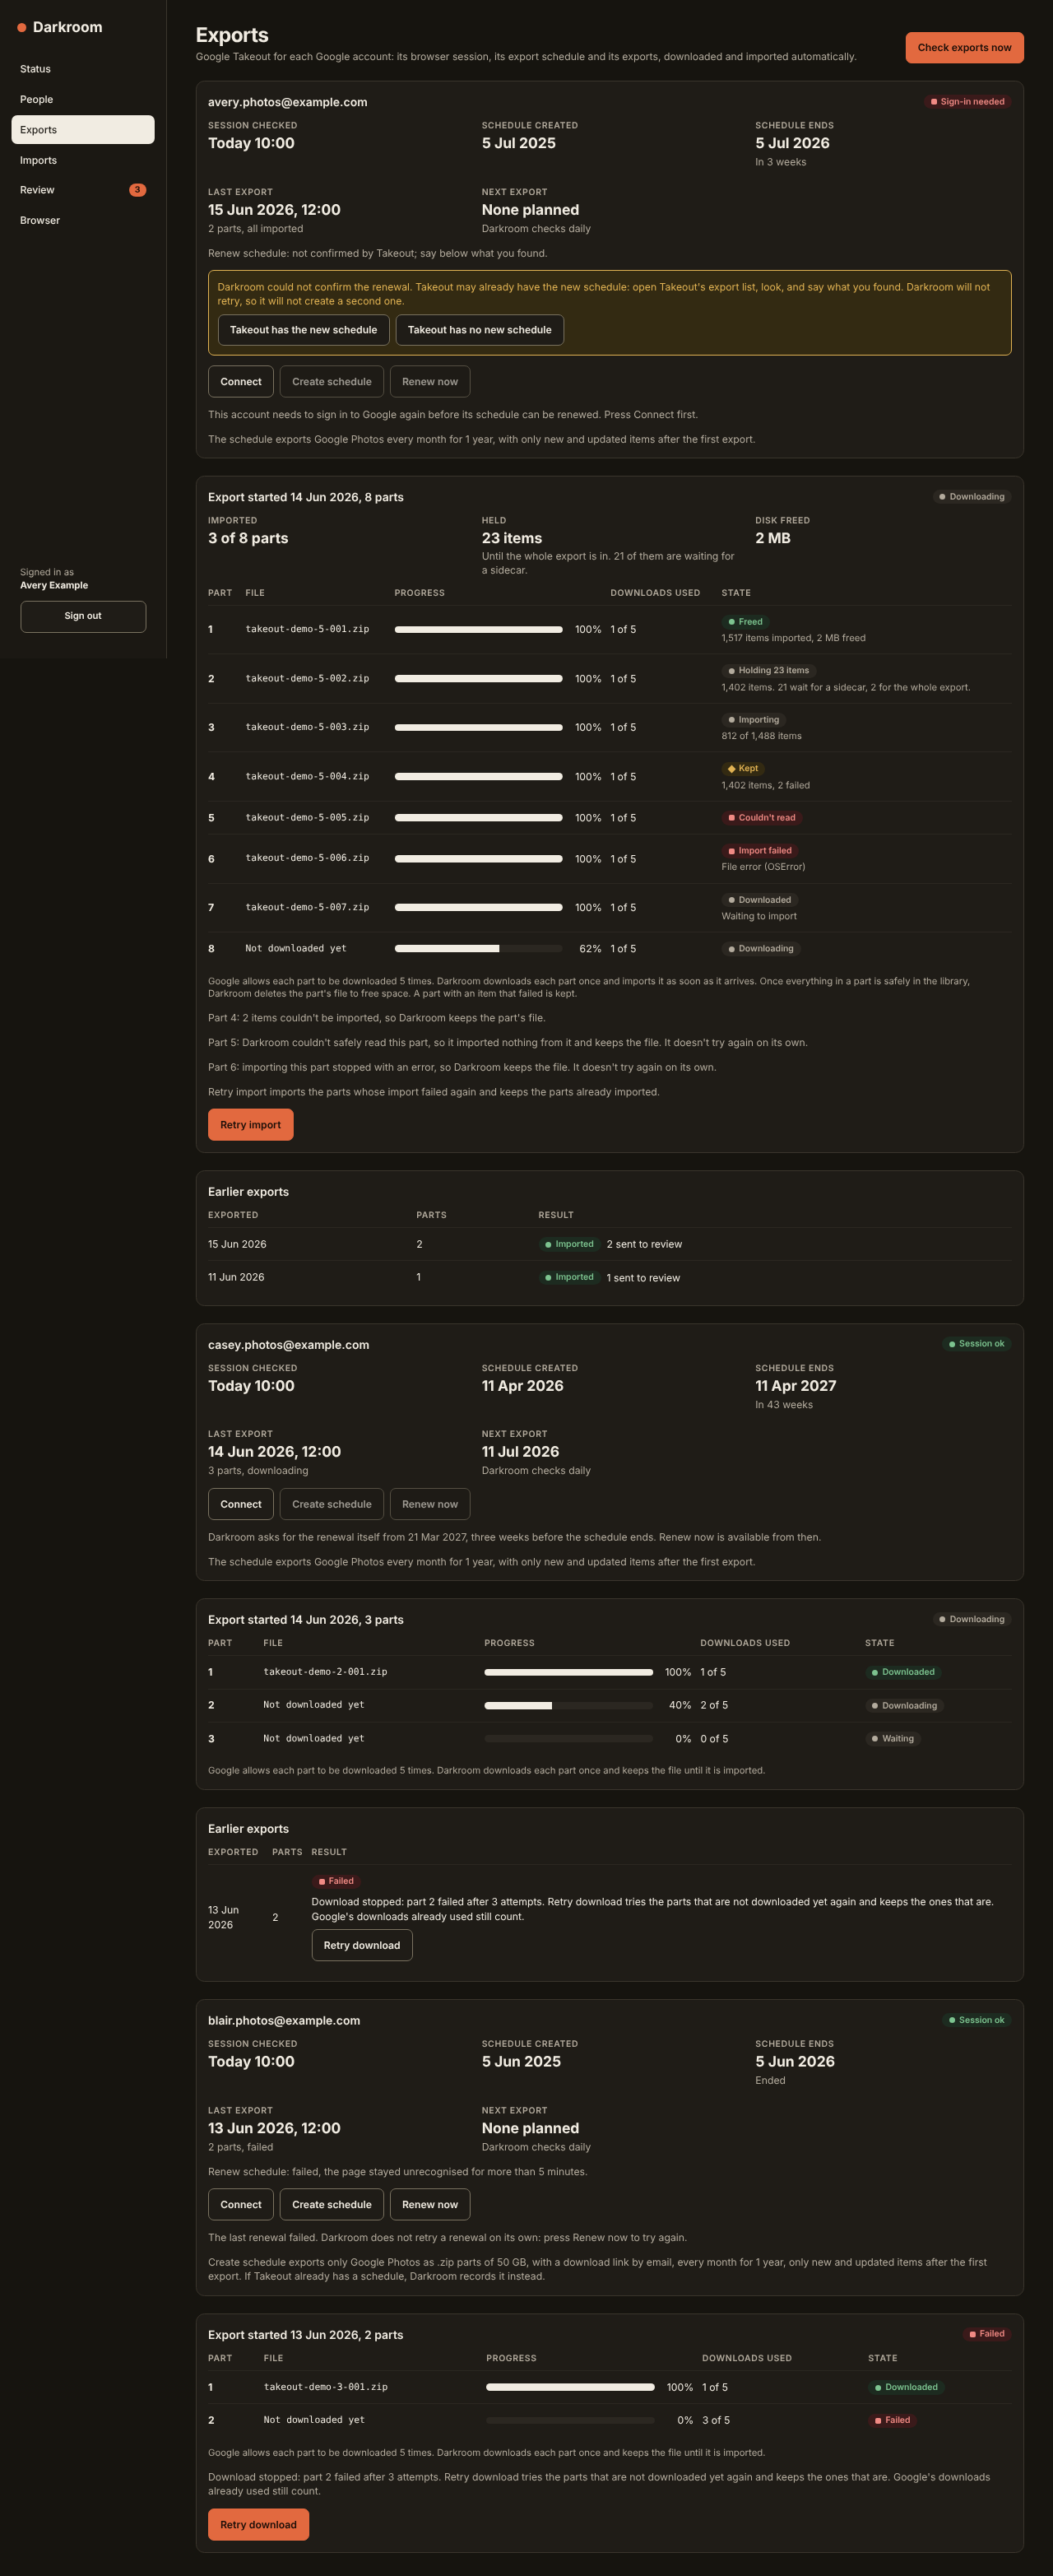 Darkroom
Status
People
Exports
Imports
Review 3
Browser
Signed in as
Avery Example
Sign out
Exports
Google Takeout for each Google account: its browser session, its export schedule and its exports, downloaded and imported automatically.
Check exports now
avery.photos@example.com
Sign-in needed
SESSION CHECKED
Today 10:00
SCHEDULE CREATED
5 Jul 2025
SCHEDULE ENDS
5 Jul 2026
In 3 weeks
LAST EXPORT
15 Jun 2026, 12:00
2 parts, all imported
NEXT EXPORT
None planned
Darkroom checks daily
Renew schedule: not confirmed by Takeout; say below what you found.
Darkroom could not confirm the renewal. Takeout may already have the new schedule: open Takeout's export list, look, and say what you found. Darkroom will not
retry, so it will not create a second one.
Takeout has the new schedule
Takeout has no new schedule
Connect
Create schedule
Renew now
This account needs to sign in to Google again before its schedule can be renewed. Press Connect first.
The schedule exports Google Photos every month for 1 year, with only new and updated items after the first export.
Export started 14 Jun 2026, 8 parts
Downloading
IMPORTED
3 of 8 parts
HELD
23 items
Until the whole export is in. 21 of them are waiting for
a sidecar.
DISK FREED
2 MB
PART FILE PROGRESS DOWNLOADS USED STATE
1 takeout-demo-5-001.zip 100% 1 of 5 Freed
1,517 items imported, 2 MB freed
2 takeout-demo-5-002.zip 100% 1 of 5 Holding 23 items
1,402 items. 21 wait for a sidecar, 2 for the whole export.
3 takeout-demo-5-003.zip 100% 1 of 5 Importing
812 of 1,488 items
4 takeout-demo-5-004.zip 100% 1 of 5 Kept
1,402 items, 2 failed
5 takeout-demo-5-005.zip 100% 1 of 5 Couldn't read
6 takeout-demo-5-006.zip 100% 1 of 5 Import failed
File error (OSError)
7 takeout-demo-5-007.zip 100% 1 of 5 Downloaded
Waiting to import
8 Not downloaded yet 62% 1 of 5 Downloading
Google allows each part to be downloaded 5 times. Darkroom downloads each part once and imports it as soon as it arrives. Once everything in a part is safely in the library,
Darkroom deletes the part's file to free space. A part with an item that failed is kept.
Part 4: 2 items couldn't be imported, so Darkroom keeps the part's file.
Part 5: Darkroom couldn't safely read this part, so it imported nothing from it and keeps the file. It doesn't try again on its own.
Part 6: importing this part stopped with an error, so Darkroom keeps the file. It doesn't try again on its own.
Retry import imports the parts whose import failed again and keeps the parts already imported.
Retry import
Earlier exports
EXPORTED PARTS RESULT
15 Jun 2026 2 Imported 2 sent to review
11 Jun 2026 1 Imported 1 sent to review
casey.photos@example.com
Session ok
SESSION CHECKED
Today 10:00
SCHEDULE CREATED
11 Apr 2026
SCHEDULE ENDS
11 Apr 2027
In 43 weeks
LAST EXPORT
14 Jun 2026, 12:00
3 parts, downloading
NEXT EXPORT
11 Jul 2026
Darkroom checks daily
Connect
Create schedule
Renew now
Darkroom asks for the renewal itself from 21 Mar 2027, three weeks before the schedule ends. Renew now is available from then.
The schedule exports Google Photos every month for 1 year, with only new and updated items after the first export.
Export started 14 Jun 2026, 3 parts
Downloading
PART FILE PROGRESS DOWNLOADS USED STATE
1 takeout-demo-2-001.zip 100% 1 of 5 Downloaded
2 Not downloaded yet 40% 2 of 5 Downloading
3 Not downloaded yet 0% 0 of 5 Waiting
Google allows each part to be downloaded 5 times. Darkroom downloads each part once and keeps the file until it is imported.
Earlier exports
EXPORTED PARTS RESULT
13 Jun
2026
2
Failed
Download stopped: part 2 failed after 3 attempts. Retry download tries the parts that are not downloaded yet again and keeps the ones that are.
Google's downloads already used still count.
Retry download
blair.photos@example.com
Session ok
SESSION CHECKED
Today 10:00
SCHEDULE CREATED
5 Jun 2025
SCHEDULE ENDS
5 Jun 2026
Ended
LAST EXPORT
13 Jun 2026, 12:00
2 parts, failed
NEXT EXPORT
None planned
Darkroom checks daily
Renew schedule: failed, the page stayed unrecognised for more than 5 minutes.
Connect
Create schedule
Renew now
The last renewal failed. Darkroom does not retry a renewal on its own: press Renew now to try again.
Create schedule exports only Google Photos as .zip parts of 50 GB, with a download link by email, every month for 1 year, only new and updated items after the first
export. If Takeout already has a schedule, Darkroom records it instead.
Export started 13 Jun 2026, 2 parts
Failed
PART FILE PROGRESS DOWNLOADS USED STATE
1 takeout-demo-3-001.zip 100% 1 of 5 Downloaded
2 Not downloaded yet 0% 3 of 5 Failed
Google allows each part to be downloaded 5 times. Darkroom downloads each part once and keeps the file until it is imported.
Download stopped: part 2 failed after 3 attempts. Retry download tries the parts that are not downloaded yet again and keeps the ones that are. Google's downloads
already used still count.
Retry download